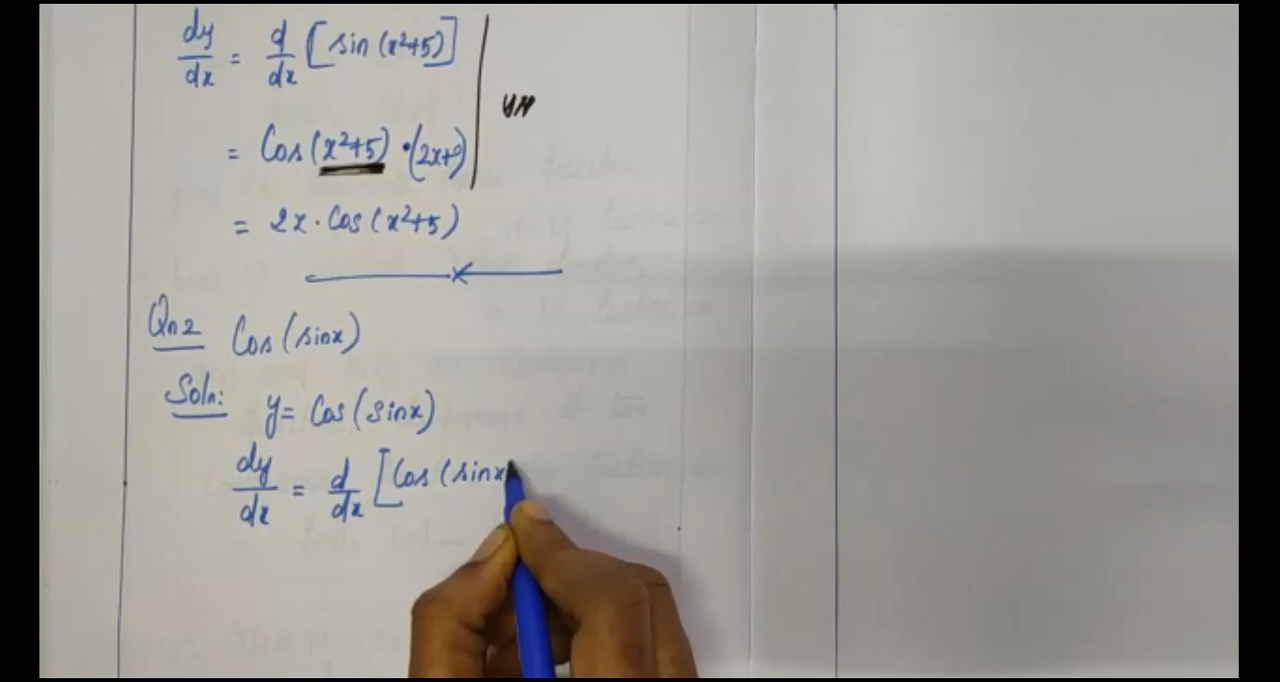 dy/dx = d/dx [sin (x²+5)]
= Cos (x²+5) · (2x+0)
= 2x · Cos (x²+5)
Qn2 Cos (sinx)
Soln: y = Cos (sinx)
dy/dx = d/dx [Cos (sinx